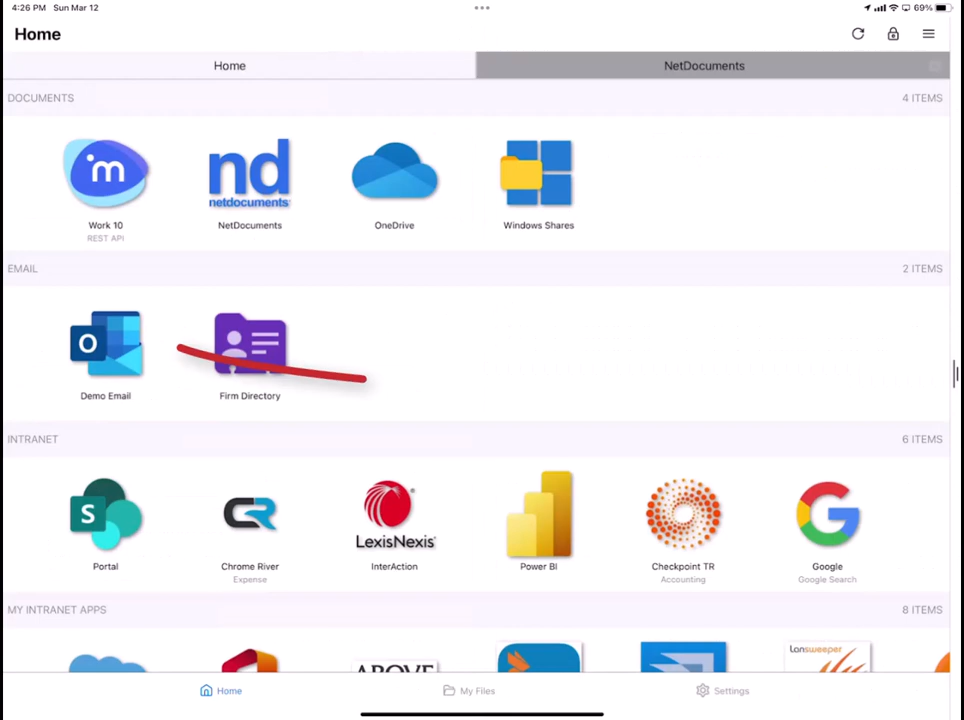 4:26 PM Sun Mar 12 69%
Home
Home NetDocuments
DOCUMENTS 4 ITEMS
m nd
netdocuments
Work 10 NetDocuments OneDrive Windows Shares
REST API
EMAIL 2 ITEMS
O
Demo Email Firm Directory
INTRANET 6 ITEMS
S CR LexisNexis® G
Portal Chrome River InterAction Power BI Checkpoint TR Google
Expense Accounting Google Search
MY INTRANET APPS 8 ITEMS
ABOVE Lansweeper
Home My Files Settings